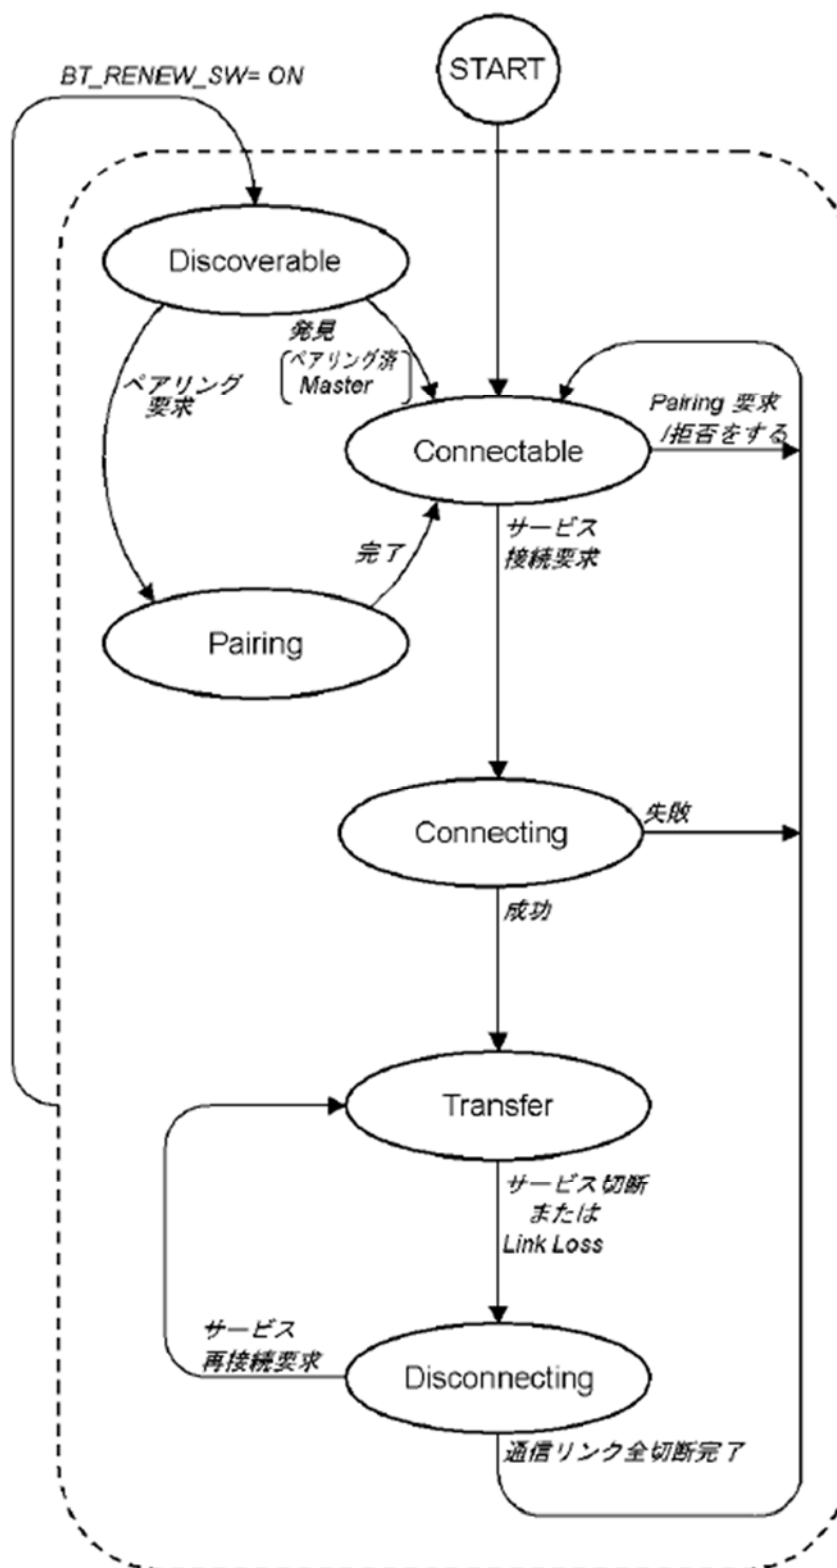 START
BT_RENEW_SW= ON
Discoverable
発見
ペアリング済
Master
ペアリング
要求
Pairing 要求
/拒否をする
Connectable
サービス
接続要求
完了
Pairing
Connecting
失敗
成功
Transfer
サービス切断
または
Link Loss
サービス
再接続要求
Disconnecting
通信リンク全切断完了